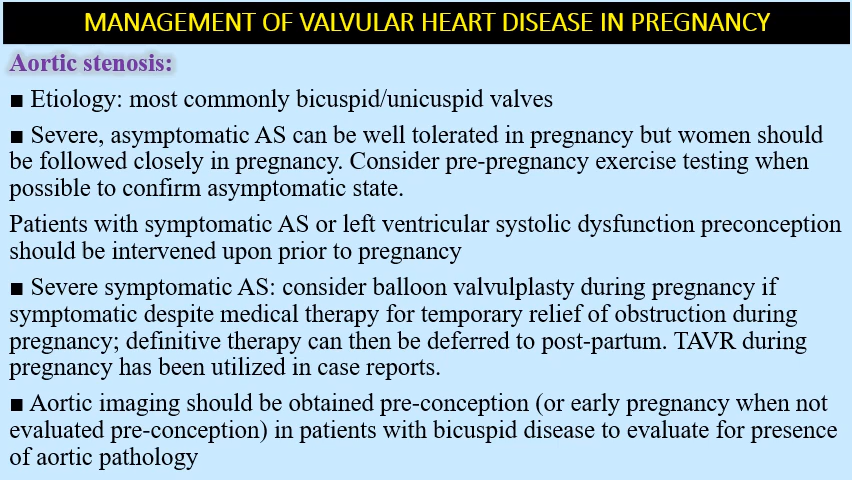 MANAGEMENT OF VALVULAR HEART DISEASE IN PREGNANCY
Aortic stenosis:
■ Etiology: most commonly bicuspid/unicuspid valves
■ Severe, asymptomatic AS can be well tolerated in pregnancy but women should
be followed closely in pregnancy. Consider pre-pregnancy exercise testing when
possible to confirm asymptomatic state.
Patients with symptomatic AS or left ventricular systolic dysfunction preconception
should be intervened upon prior to pregnancy
■ Severe symptomatic AS: consider balloon valvulplasty during pregnancy if
symptomatic despite medical therapy for temporary relief of obstruction during
pregnancy; definitive therapy can then be deferred to post-partum. TAVR during
pregnancy has been utilized in case reports.
■ Aortic imaging should be obtained pre-conception (or early pregnancy when not
evaluated pre-conception) in patients with bicuspid disease to evaluate for presence
of aortic pathology